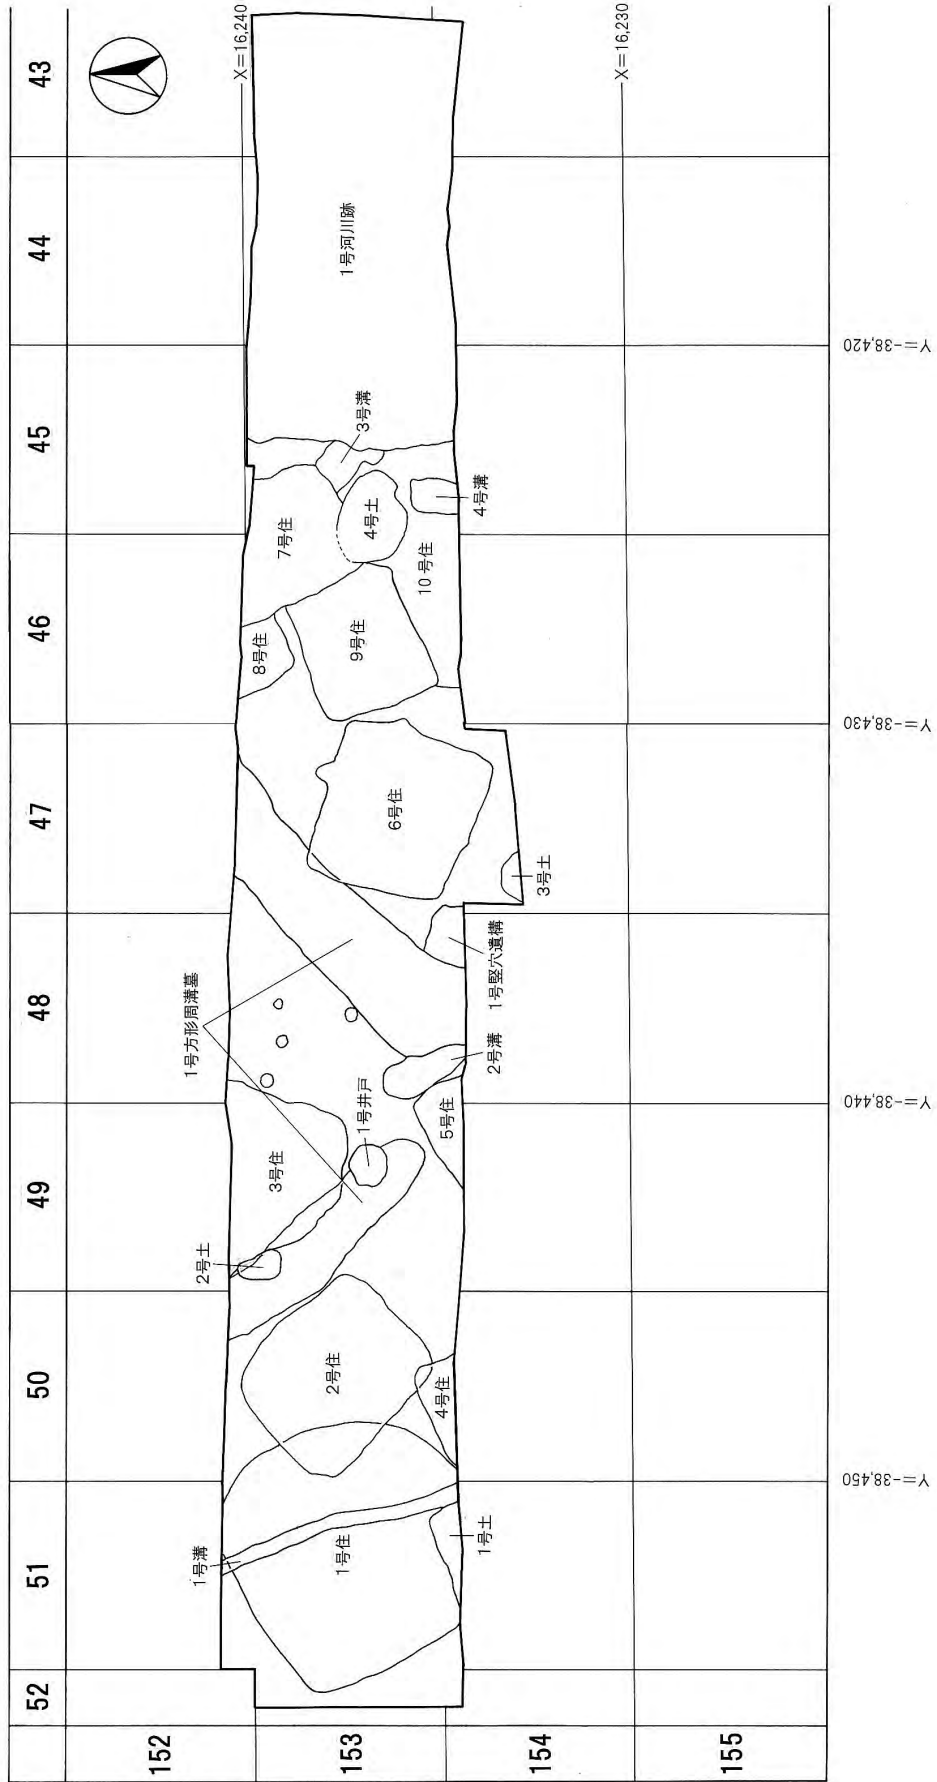 52
51
50
49
48
47
46
45
44
43
152
153
154
155
X=16,240
X=16,230
Y=-38,450
Y=-38,440
Y=-38,430
Y=-38,420
1号溝
1号住
1号土
2号住
4号住
2号土
3号住
1号井戸
5号住
2号溝
1号方形周溝墓
1号竪穴遺構
3号土
6号住
8号住
9号住
7号住
10号住
4号土
3号溝
4号溝
1号河川跡